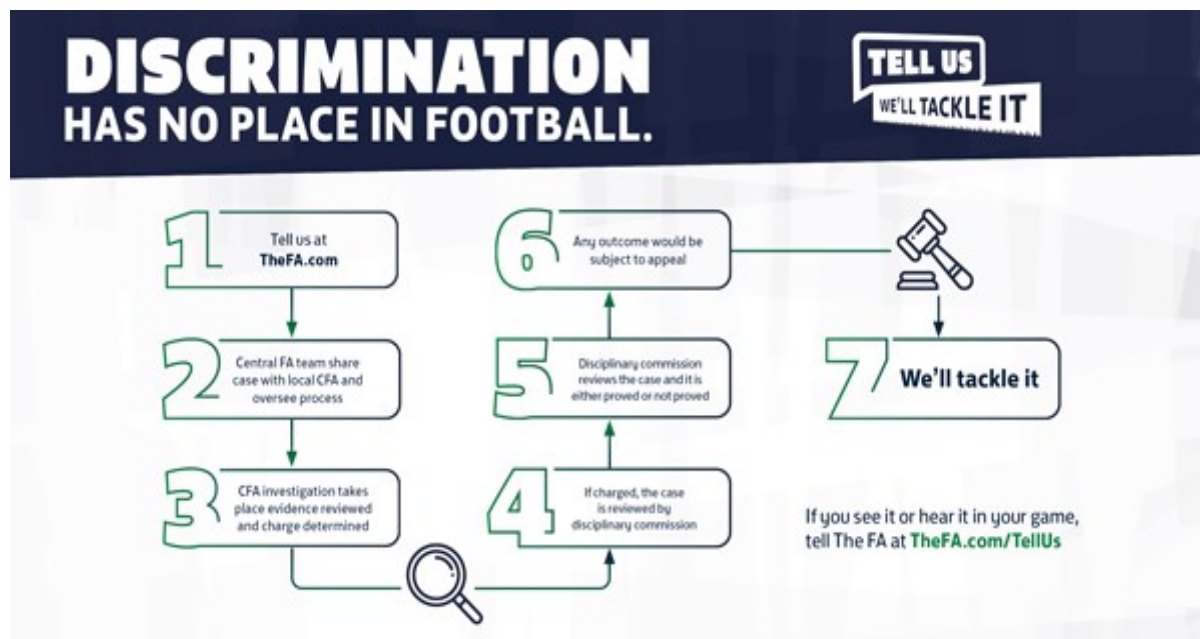 DISCRIMINATION
HAS NO PLACE IN FOOTBALL.
TELL US
WE'LL TACKLE IT
1
Tell us at
TheFA.com
2
Central FA team share
case with local CFA and
oversee process
3
CFA investigation takes
place evidence reviewed
and charge determined
4
If charged, the case
is reviewed by
disciplinary commission
5
Disciplinary commission
reviews the case and it is
either proved or not proved
6
Any outcome would be
subject to appeal
7
We'll tackle it
If you see it or hear it in your game,
tell The FA at TheFA.com/TellUs